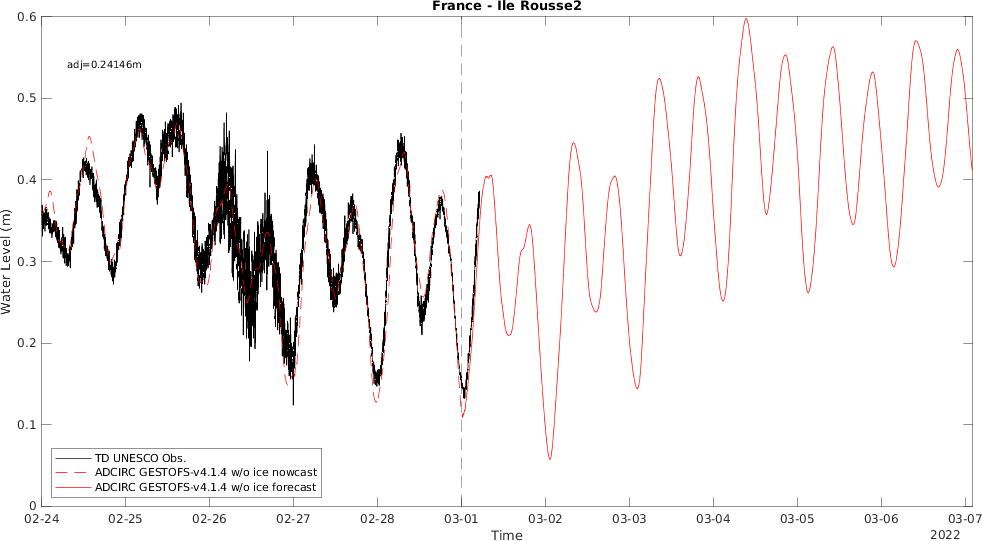 France - Ile Rousse2
adj=0.24146m
Water Level (m)
0.6
0.5
0.4
0.3
0.2
0.1
0
TD UNESCO Obs.
ADCIRC GESTOFS-v4.1.4 w/o ice nowcast
ADCIRC GESTOFS-v4.1.4 w/o ice forecast
02-24 02-25 02-26 02-27 02-28 03-01 03-02 03-03 03-04 03-05 03-06 03-07
Time
2022